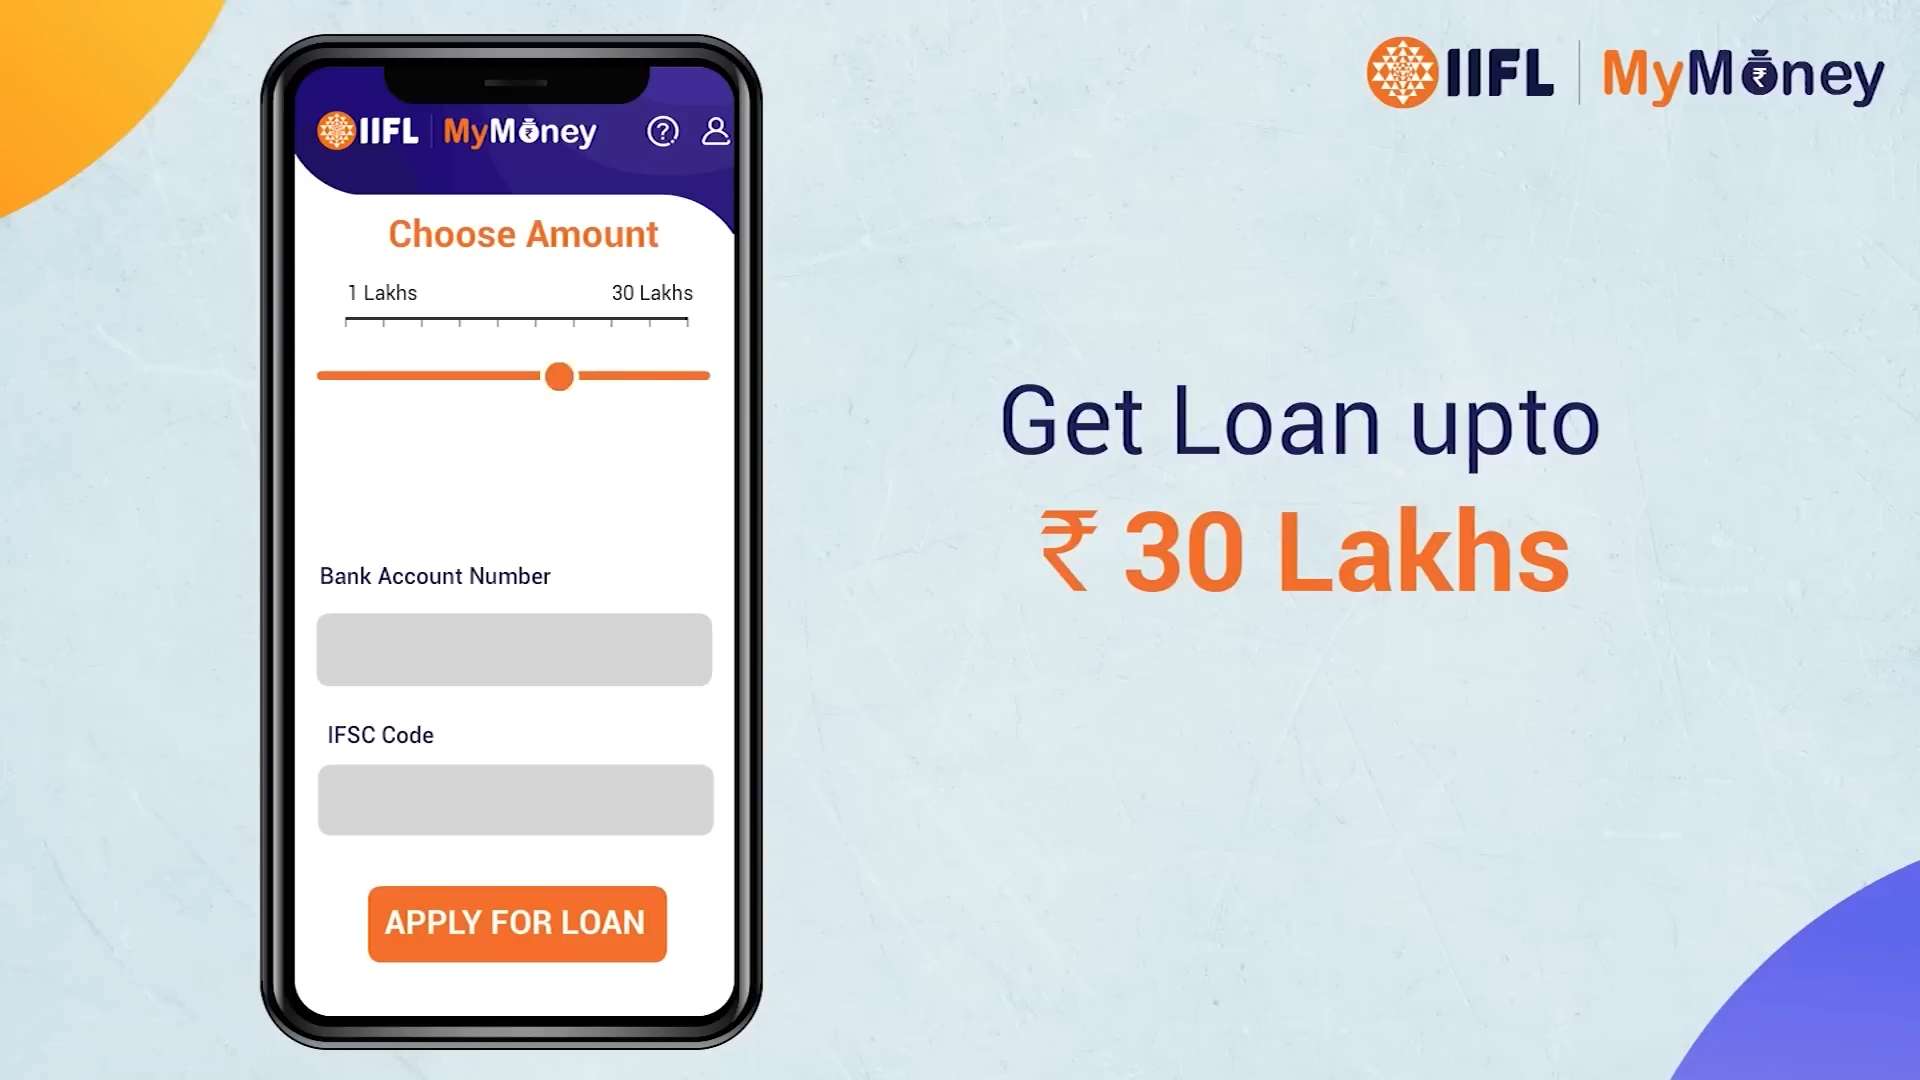 IIFL MyMoney
IIFL MyMoney
Choose Amount
1 Lakhs 30 Lakhs
Bank Account Number
IFSC Code
APPLY FOR LOAN
Get Loan upto
₹ 30 Lakhs